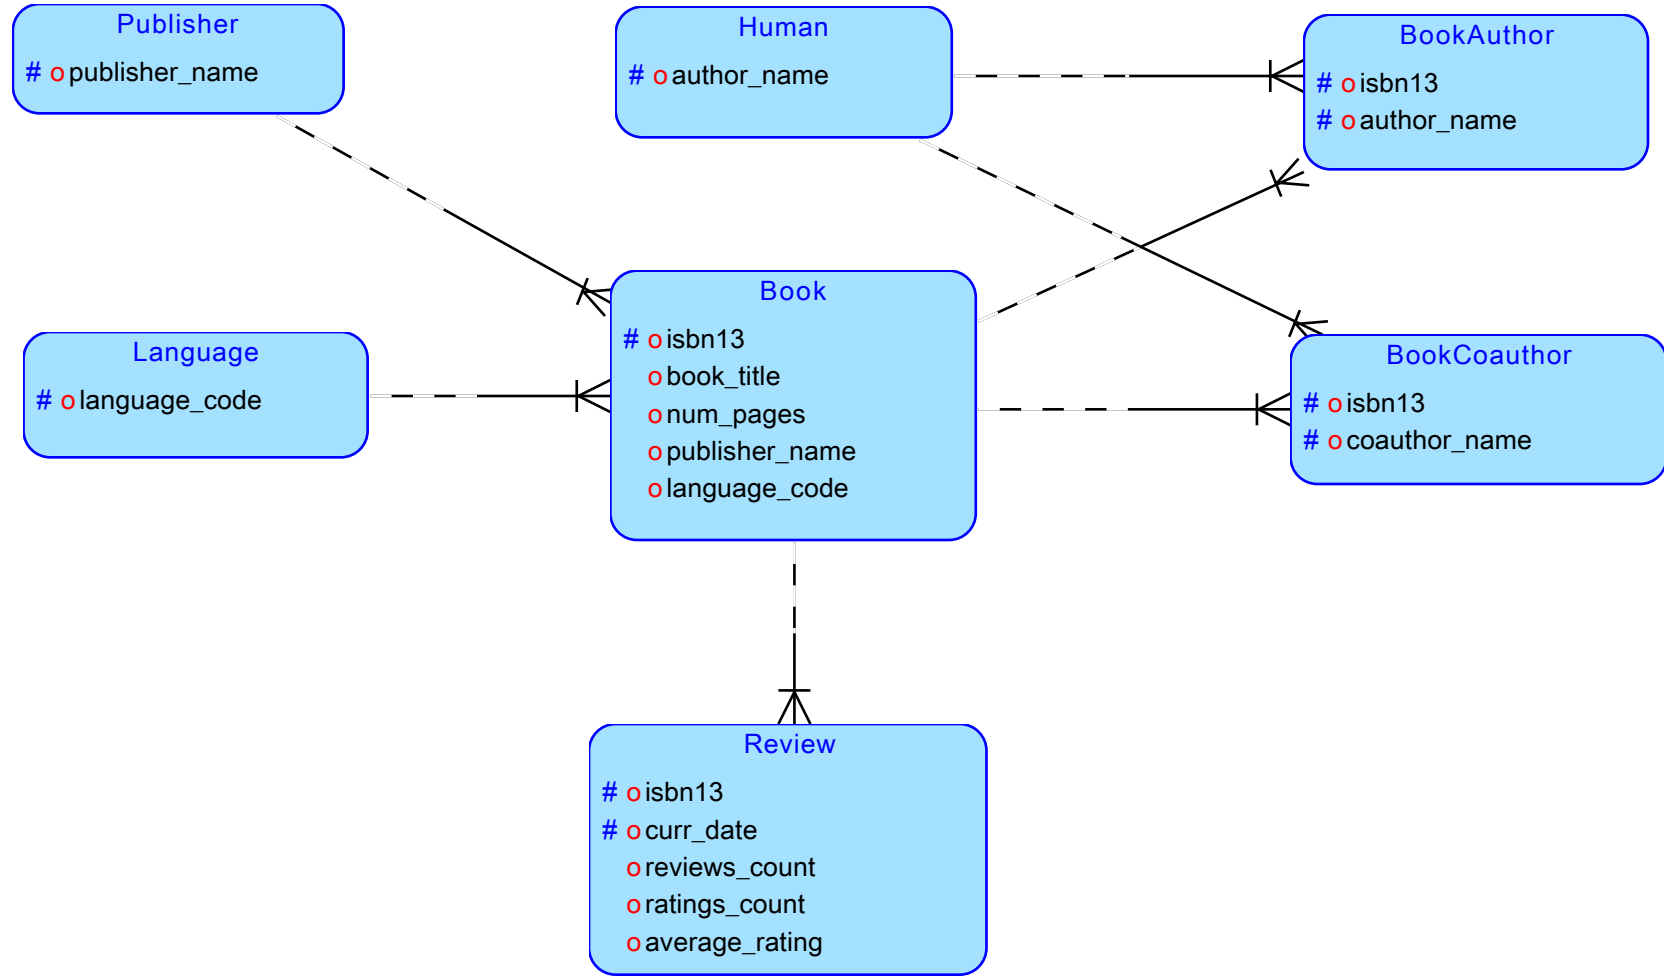 Publisher
# o publisher_name
Human
# o author_name
BookAuthor
# o isbn13
# o author_name
Language
# o language_code
Book
# o isbn13
o book_title
o num_pages
o publisher_name
o language_code
BookCoauthor
# o isbn13
# o coauthor_name
Review
# o isbn13
# o curr_date
o reviews_count
o ratings_count
o average_rating